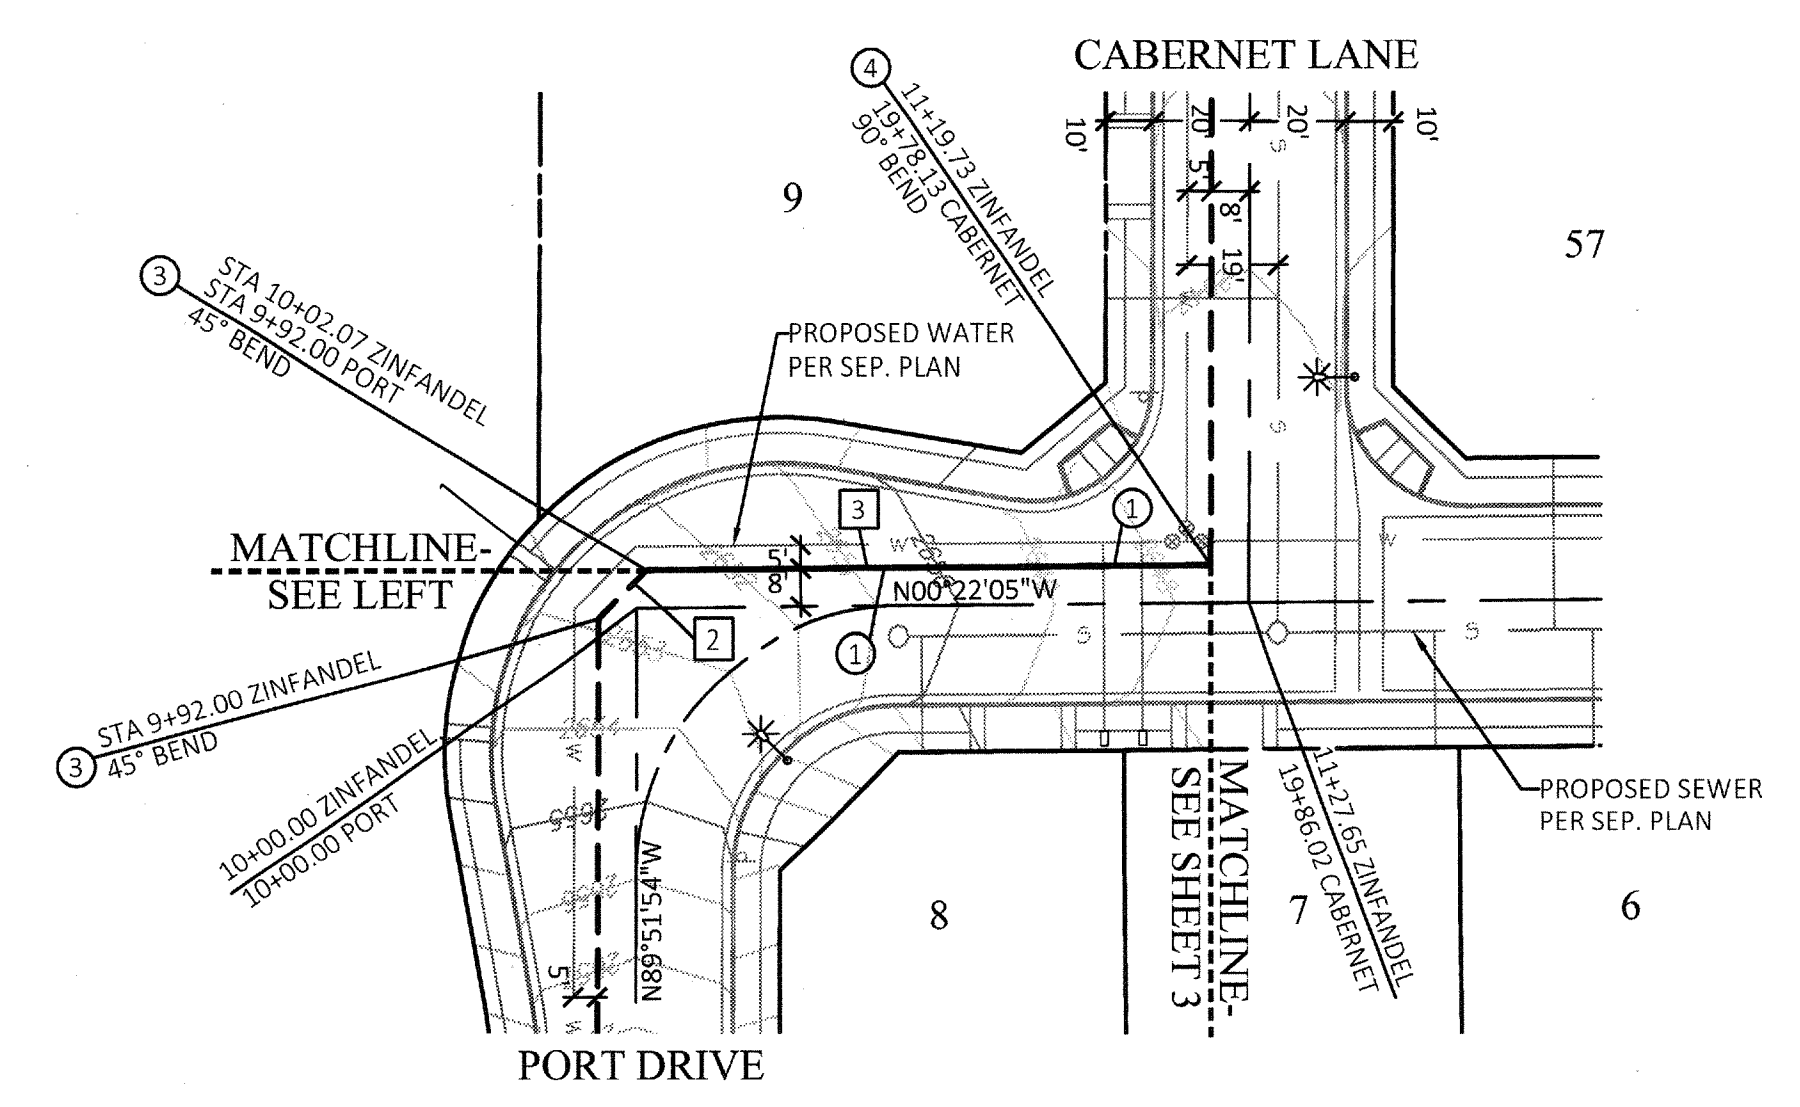 CABERNET LANE
4
11+19.73 ZINFANDEL
19+78.13 CABERNET
90° BEND
10'
20'
20'
10'
5'
8'
19'
S
S
9
57
3
STA 10+02.07 ZINFANDEL
STA 9+92.00 PORT
45° BEND
PROPOSED WATER
PER SEP. PLAN
3
1
MATCHLINE-
SEE LEFT
5'
8'
W
W
N00°22'05"W
2
1
S
S
3
STA 9+92.00 ZINFANDEL
45° BEND
10+00.00 ZINFANDEL
10+00.00 PORT
W
N89°51'54"W
5'
W
PROPOSED SEWER
PER SEP. PLAN
MATCHLINE-
SEE SHEET 3
11+27.65 ZINFANDEL
19+86.02 CABERNET
8
7
6
PORT DRIVE